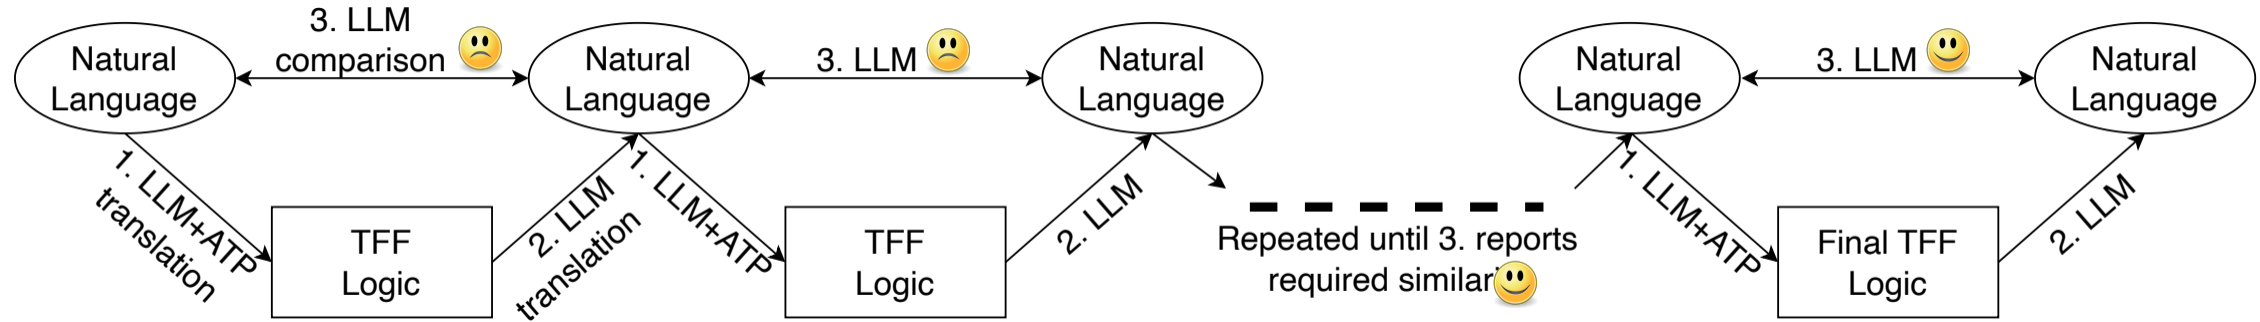 3. LLM
comparison
Natural
Language
Natural
Language
3. LLM
Natural
Language
Natural
Language
3. LLM
Natural
Language
1. LLM+ATP
translation
TFF
Logic
2. LLM
translation
1. LLM+ATP
TFF
Logic
2. LLM
Repeated until 3. reports
required similari
1. LLM+ATP
Final TFF
Logic
2. LLM